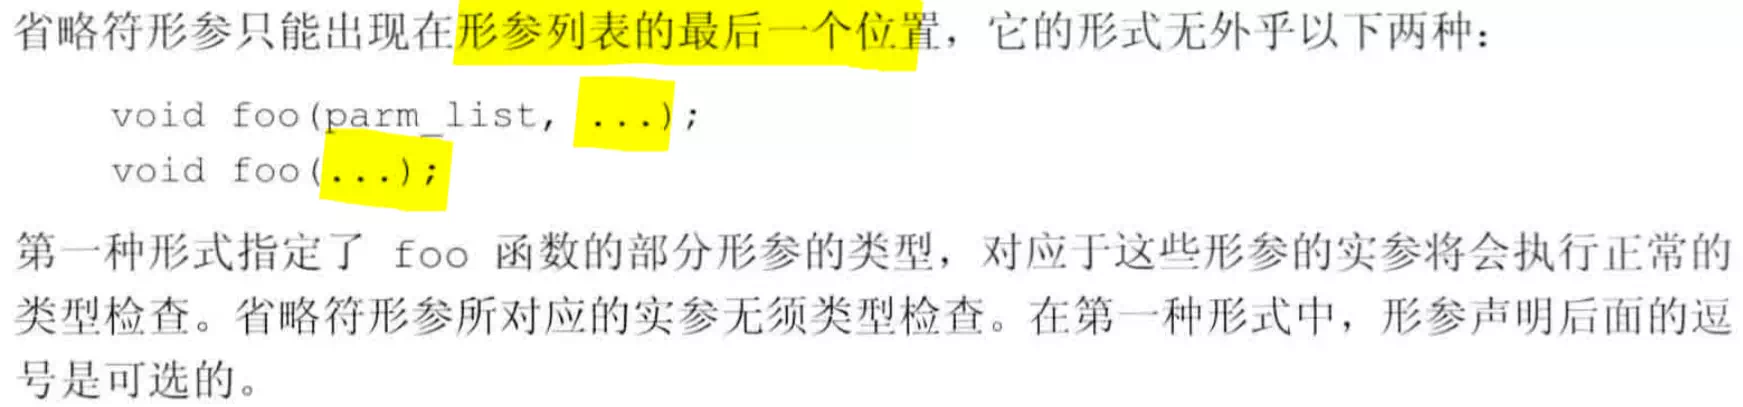 省略符形参只能出现在形参列表的最后一个位置，它的形式无外乎以下两种：
void foo(parm_list, ...);
void foo(...);
第一种形式指定了 foo 函数的部分形参的类型，对应于这些形参的实参将会执行正常的
类型检查。省略符形参所对应的实参无须类型检查。在第一种形式中，形参声明后面的逗
号是可选的。